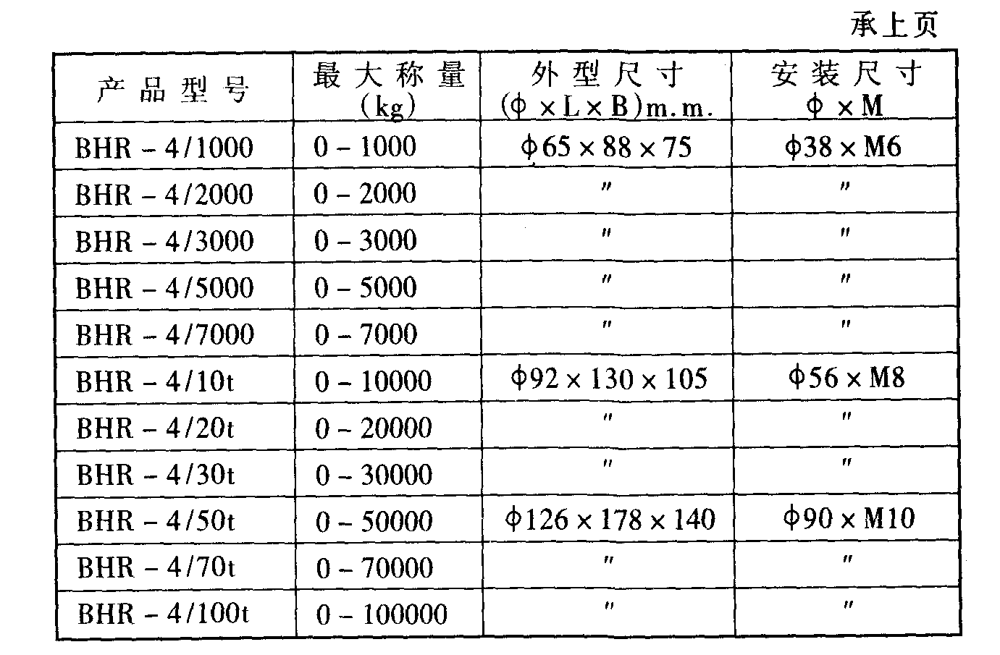 承上页
产品型号 最大称量 外型尺寸 安装尺寸
(kg) (φ×L×B)m.m. φ×M
BHR-4/1000 0-1000 φ65×88×75 φ38×M6
BHR-4/2000 0-2000 〃 〃
BHR-4/3000 0-3000 〃 〃
BHR-4/5000 0-5000 〃 〃
BHR-4/7000 0-7000 〃 〃
BHR-4/10t 0-10000 φ92×130×105 φ56×M8
BHR-4/20t 0-20000 〃 〃
BHR-4/30t 0-30000 〃 〃
BHR-4/50t 0-50000 φ126×178×140 φ90×M10
BHR-4/70t 0-70000 〃 〃
BHR-4/100t 0-100000 〃 〃